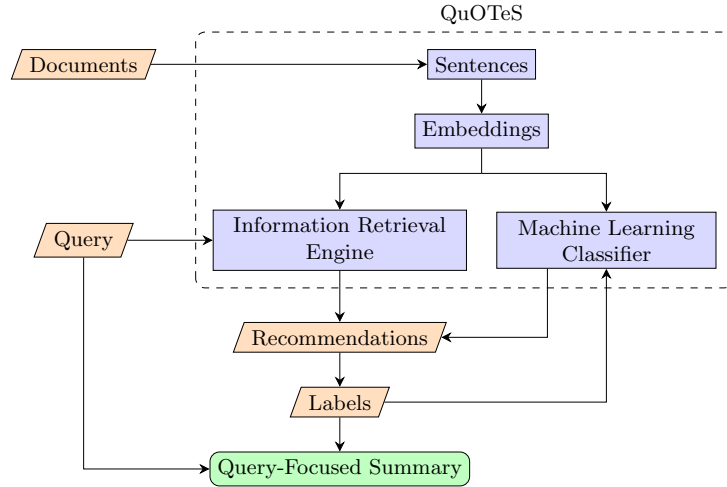 QuOTeS
Documents
Sentences
Embeddings
Query
Information Retrieval
Engine
Machine Learning
Classifier
Recommendations
Labels
Query-Focused Summary